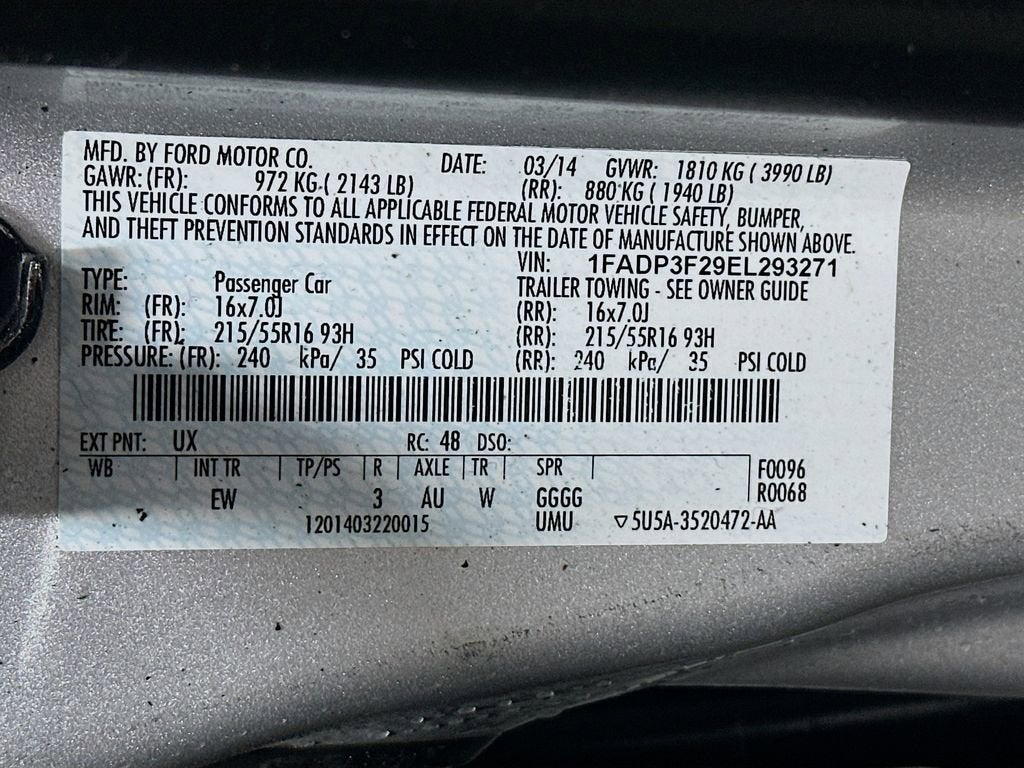 MFD. BY FORD MOTOR CO. DATE: 03/14 GVWR: 1810 KG ( 3990 LB)
GAWR: (FR): 972 KG ( 2143 LB) (RR): 880 KG ( 1940 LB)
THIS VEHICLE CONFORMS TO ALL APPLICABLE FEDERAL MOTOR VEHICLE SAFETY, BUMPER,
AND THEFT PREVENTION STANDARDS IN EFFECT ON THE DATE OF MANUFACTURE SHOWN ABOVE.
VIN: 1FADP3F29EL293271
TYPE: Passenger Car TRAILER TOWING - SEE OWNER GUIDE
RIM: (FR): 16x7.0J (RR): 16x7.0J
TIRE: (FR): 215/55R16 93H (RR): 215/55R16 93H
PRESSURE: (FR): 240 kPa/ 35 PSI COLD (RR): 240 kPa/ 35 PSI COLD
EXT PNT: UX RC: 48 DSO:
WB INT TR TP/PS R AXLE TR SPR F0096
EW 3 AU W GGGG R0068
1201403220015 UMU ▽5U5A-3520472-AA